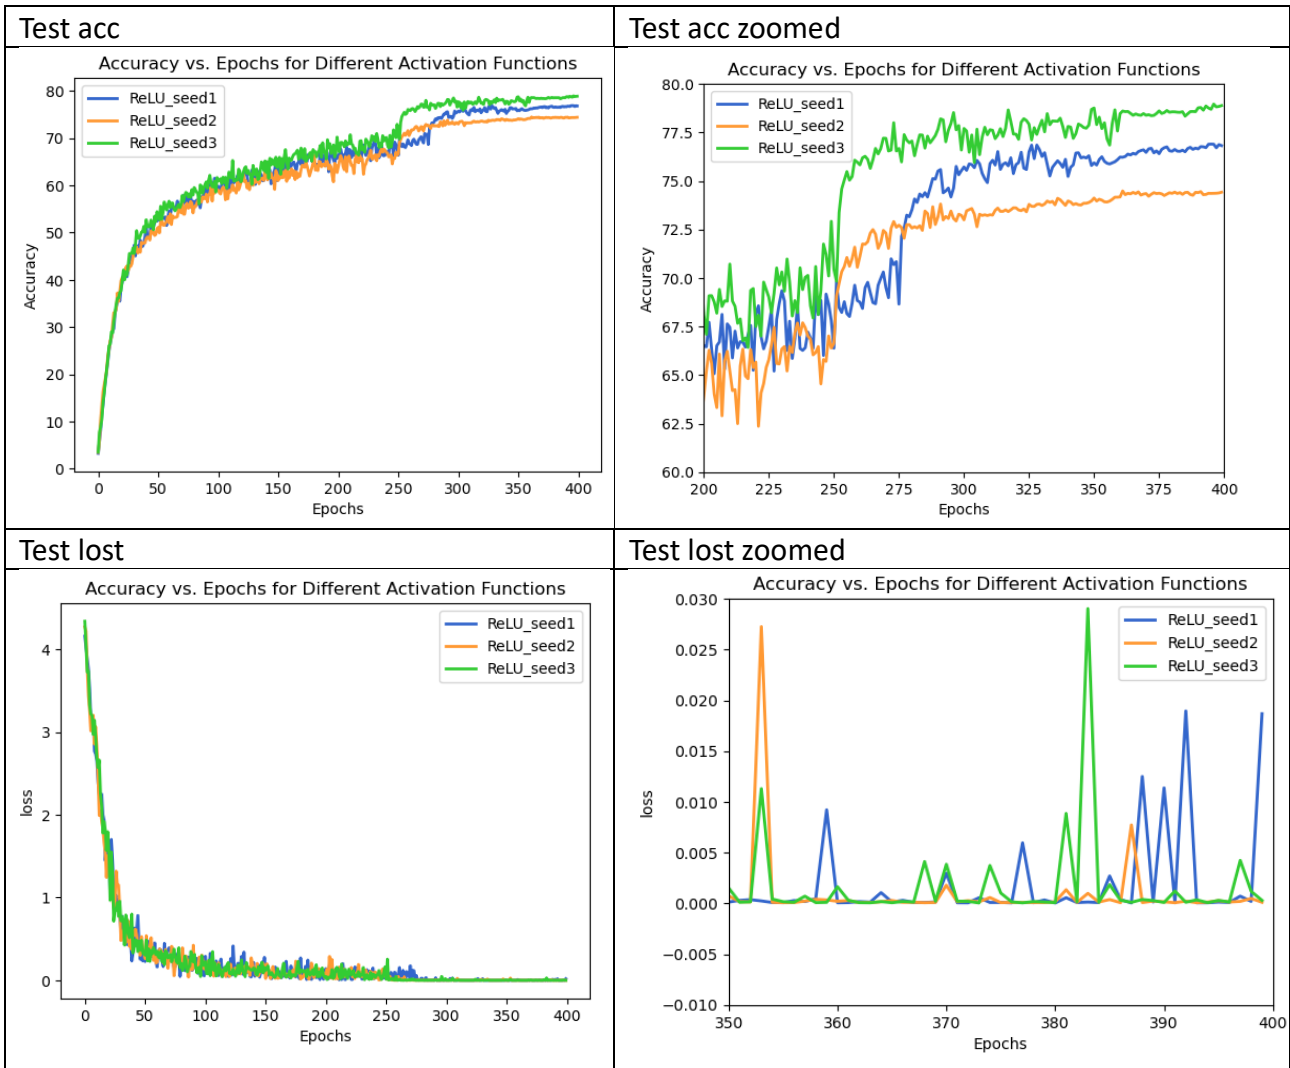 Test acc
Test acc zoomed
Accuracy vs. Epochs for Different Activation Functions
ReLU_seed1
ReLU_seed2
ReLU_seed3
80
70
60
50
40
30
20
10
0
Accuracy
0 50 100 150 200 250 300 350 400
Epochs
Accuracy vs. Epochs for Different Activation Functions
ReLU_seed1
ReLU_seed2
ReLU_seed3
80.0
77.5
75.0
72.5
70.0
67.5
65.0
62.5
60.0
Accuracy
200 225 250 275 300 325 350 375 400
Epochs
Test lost
Test lost zoomed
Accuracy vs. Epochs for Different Activation Functions
ReLU_seed1
ReLU_seed2
ReLU_seed3
4
3
2
1
0
loss
0 50 100 150 200 250 300 350 400
Epochs
Accuracy vs. Epochs for Different Activation Functions
ReLU_seed1
ReLU_seed2
ReLU_seed3
0.030
0.025
0.020
0.015
0.010
0.005
0.000
−0.005
−0.010
loss
350 360 370 380 390 400
Epochs